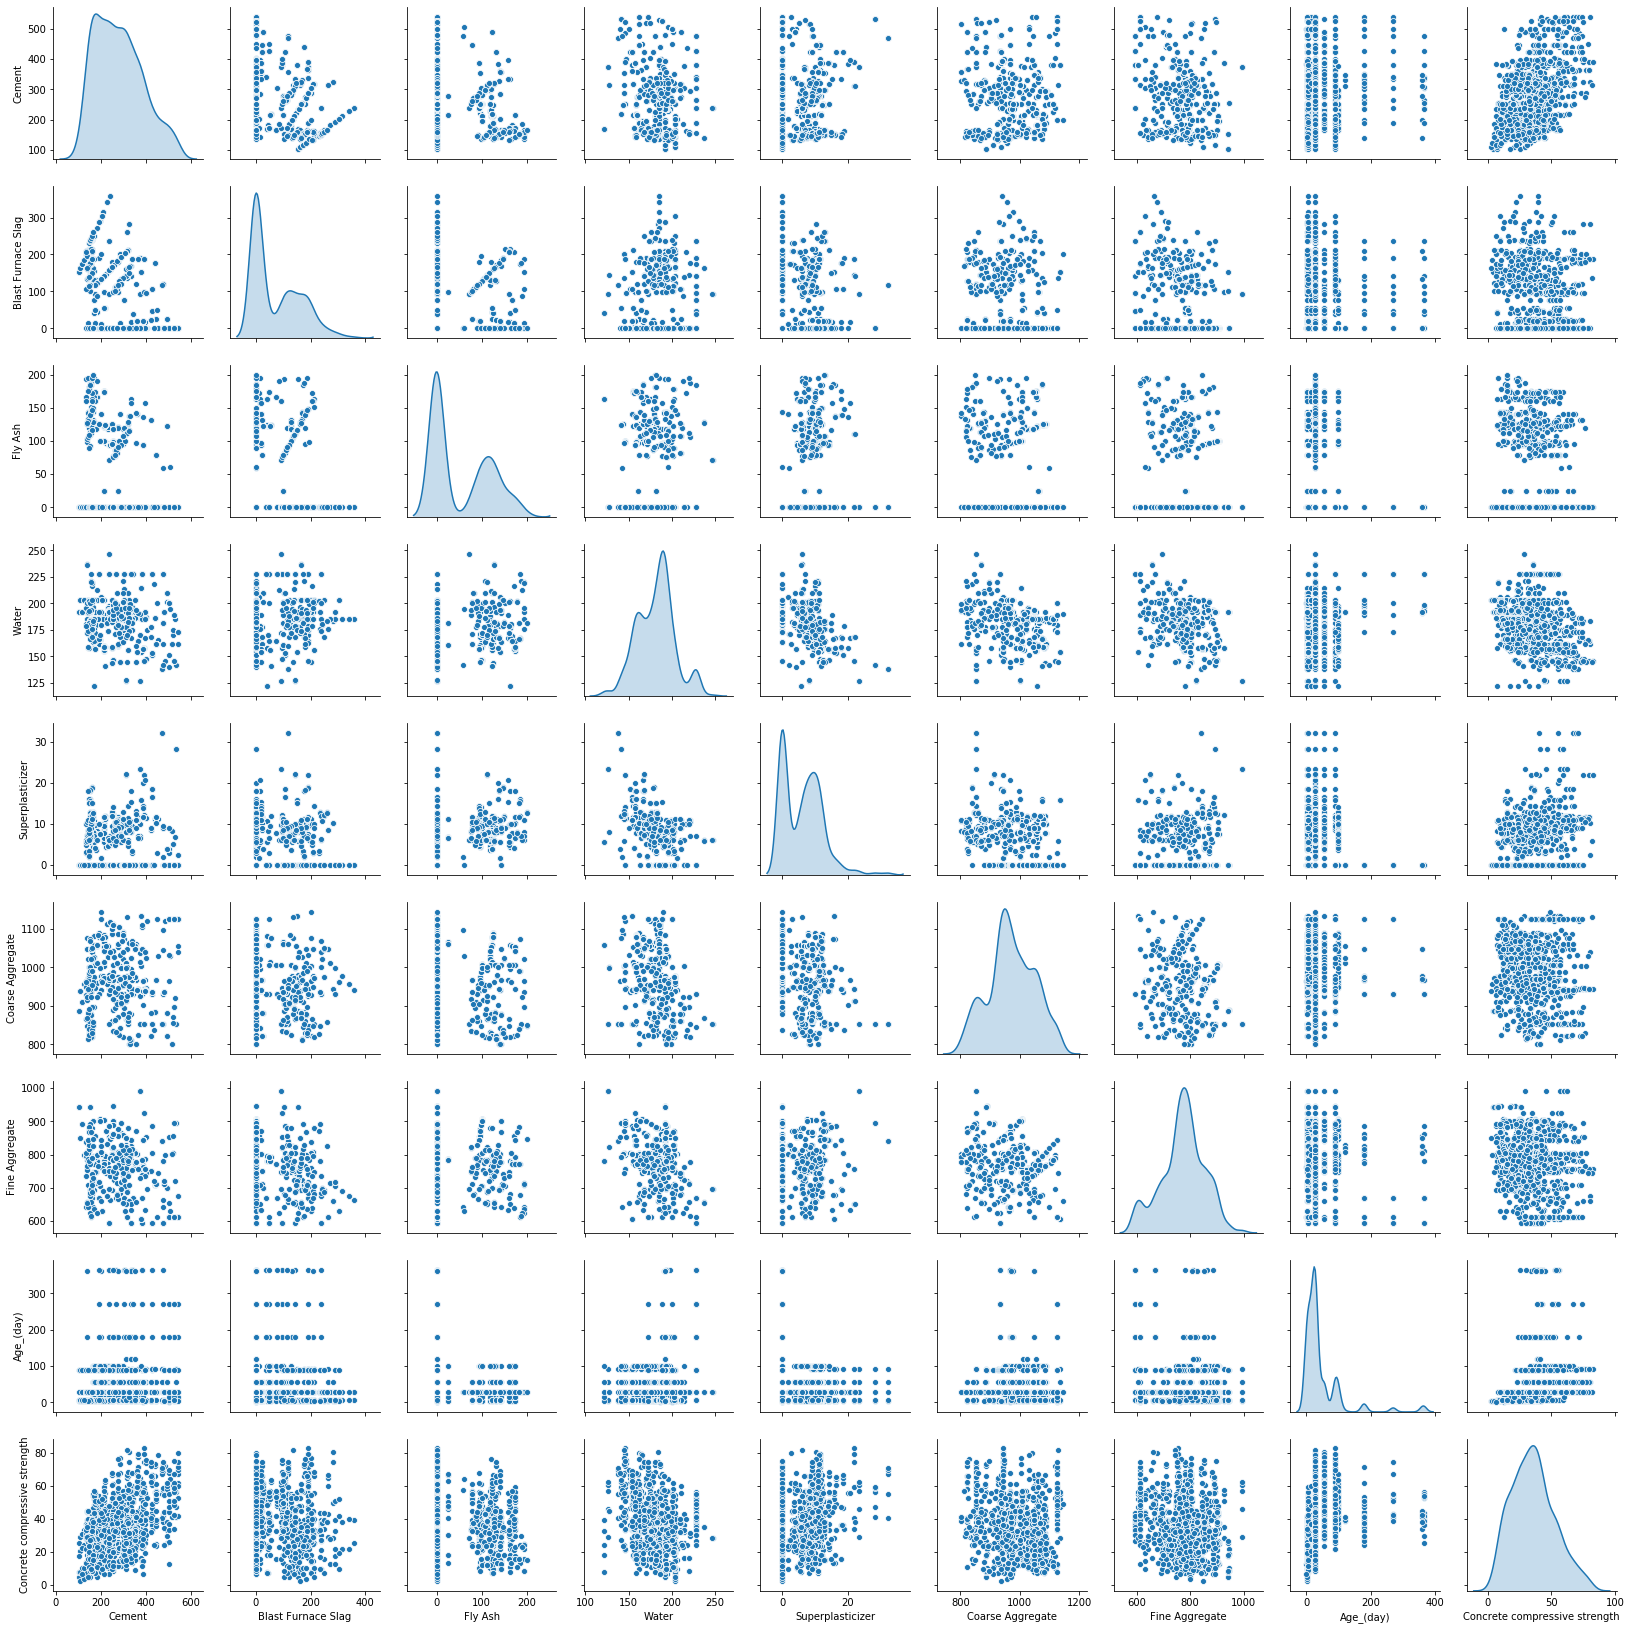 500
400
300
200
100
Cement
300
200
100
0
Blast Furnace Slag
200
150
100
50
0
Fly Ash
250
225
200
175
150
125
Water
30
20
10
0
Superplasticizer
1100
1000
900
800
Coarse Aggregate
1000
900
800
700
600
Fine Aggregate
300
200
100
0
Age_(day)
80
60
40
20
0
Concrete compressive strength
0 200 400 600
0 200 400
0 100 200
100 150 200 250
0 20
800 1000 1200
600 800 1000
0 200 400
0 50 100
Cement
Blast Furnace Slag
Fly Ash
Water
Superplasticizer
Coarse Aggregate
Fine Aggregate
Age_(day)
Concrete compressive strength